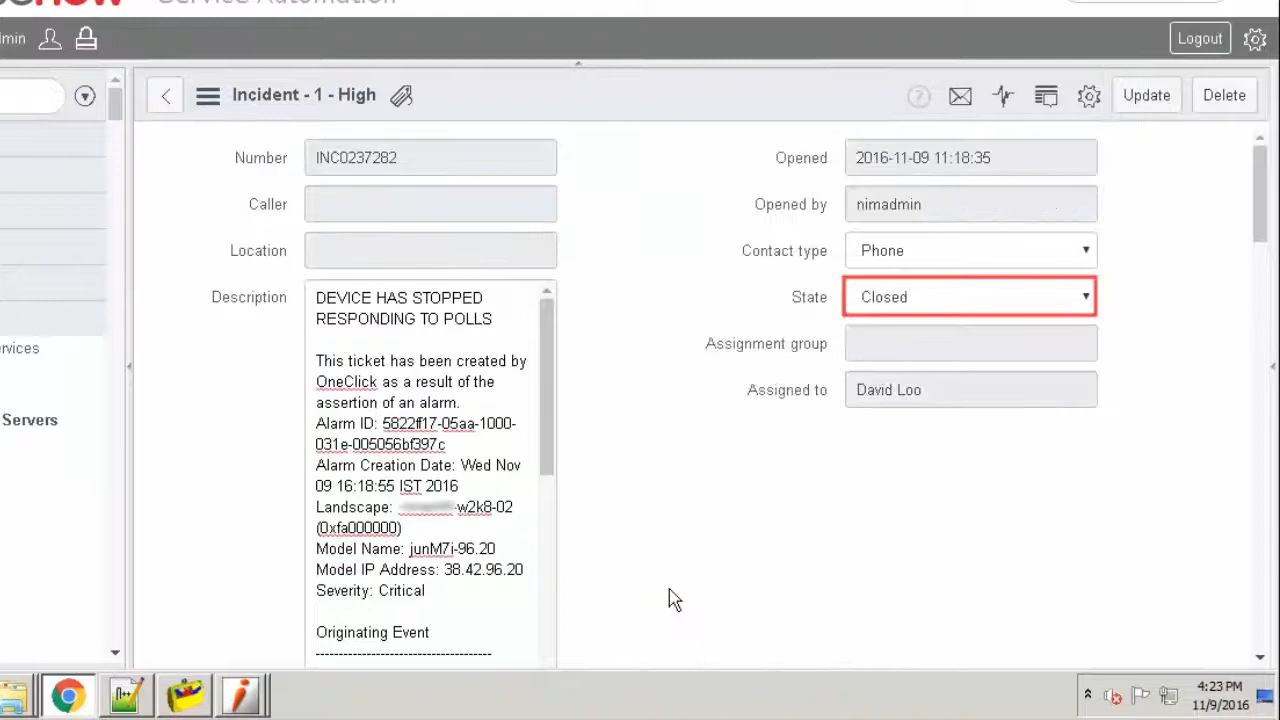 Service Automation
min
Logout
Incident - 1 - High
Update
Delete
Number
INC0237282
Opened
2016-11-09 11:18:35
Caller
Opened by
nimadmin
Location
Contact type
Phone
Description
State
Closed
Assignment group
Assigned to
David Loo
DEVICE HAS STOPPED
RESPONDING TO POLLS
This ticket has been created by
OneClick as a result of the
assertion of an alarm.
Alarm ID: 5822ff17-05aa-1000-
031e-005056bf397c
Alarm Creation Date: Wed Nov
09 16:18:55 IST 2016
Landscape: -w2k8-02
(0xfa000000)
Model Name: junM7i-96.20
Model IP Address: 38.42.96.20
Severity: Critical
Originating Event
------------------------------------
rvices
Servers
4:23 PM
11/9/2016